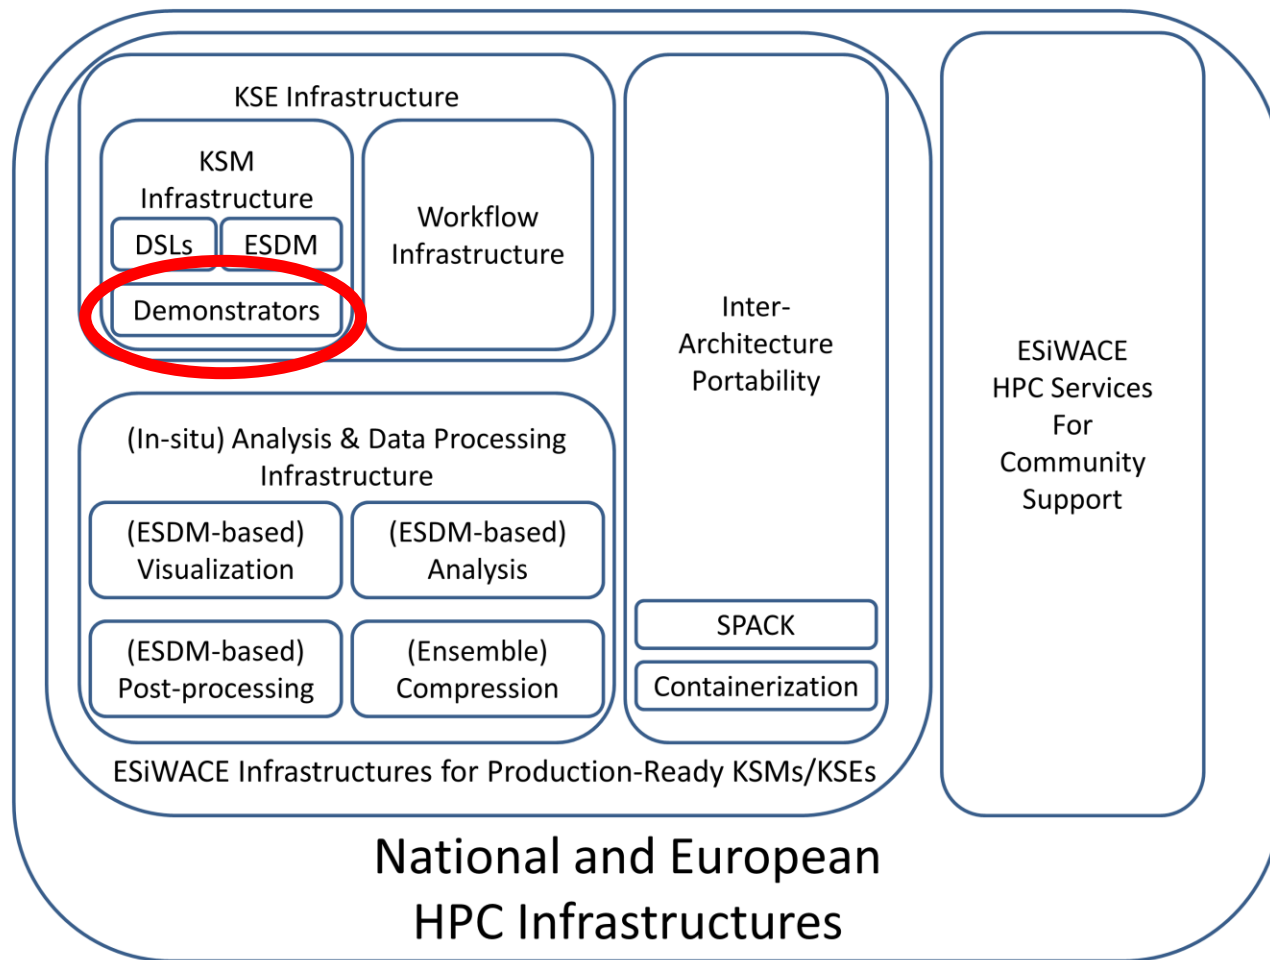 KSE Infrastructure
KSM
Infrastructure
DSLs
ESDM
Demonstrators
Workflow
Infrastructure
(In-situ) Analysis & Data Processing
Infrastructure
(ESDM-based)
Visualization
(ESDM-based)
Analysis
(ESDM-based)
Post-processing
(Ensemble)
Compression
Inter-
Architecture
Portability
SPACK
Containerization
ESiWACE Infrastructures for Production-Ready KSMs/KSEs
ESiWACE
HPC Services
For
Community
Support
National and European
HPC Infrastructures